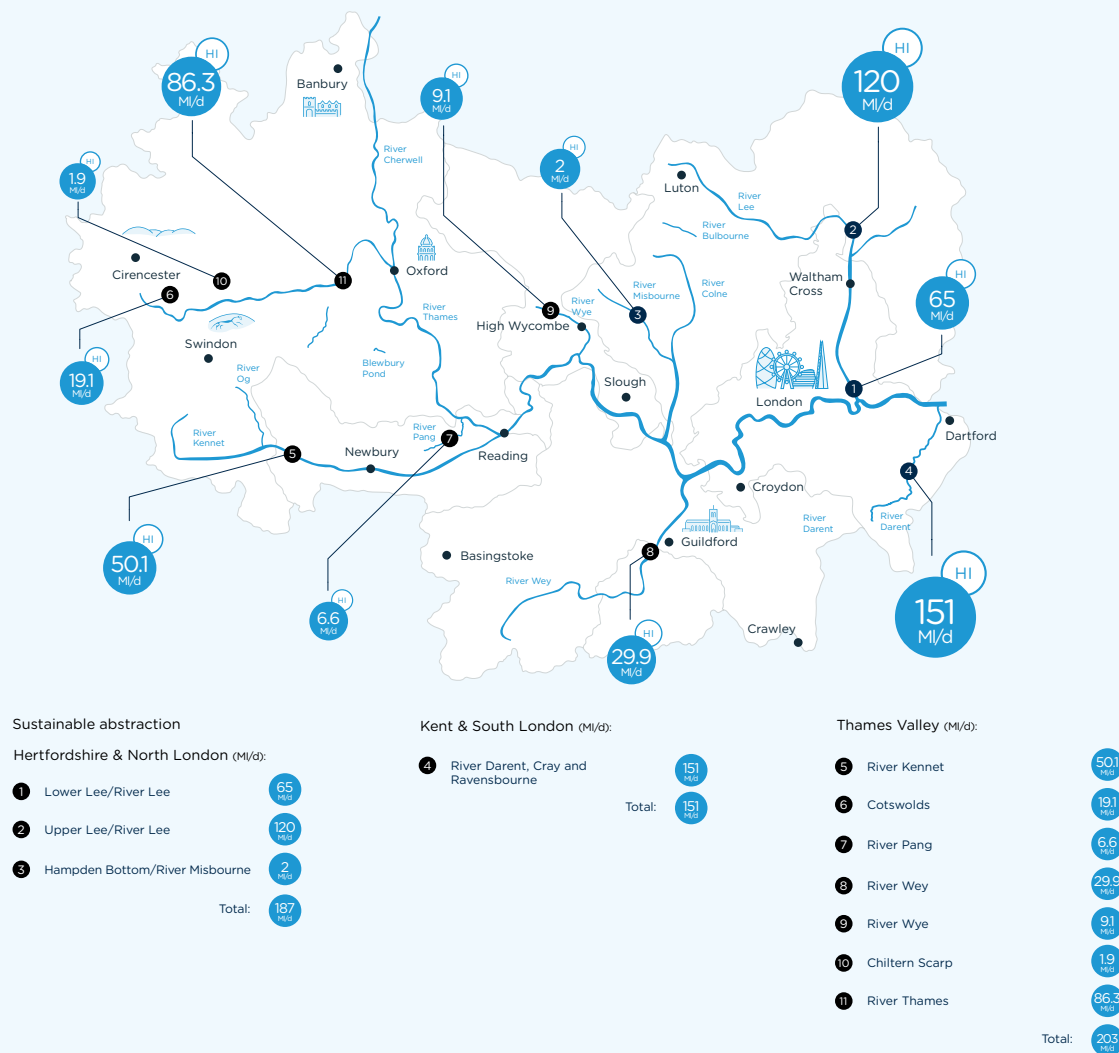 HI
86.3
Ml/d
Banbury
HI
9.1
Ml/d
HI
120
Ml/d
River
Cherwell
HI
2
Ml/d
HI
1.9
Ml/d
Luton
River
Lee
River
Bulbourne
2
Cirencester
6
10
11
Oxford
River
Thames
9
High Wycombe
River
Wye
River
Misbourne
3
River
Colne
Waltham
Cross
HI
65
Ml/d
Swindon
HI
19.1
Ml/d
River
Og
Blewbury
Pond
Slough
London
1
River
Kennet
5
Newbury
River
Pang
7
Reading
Dartford
4
River
Darent
Croydon
River
Darent
HI
50.1
Ml/d
Basingstoke
8
Guildford
River Wey
HI
6.6
Ml/d
HI
29.9
Ml/d
Crawley
HI
151
Ml/d
Sustainable abstraction
Hertfordshire & North London (Ml/d):
1 Lower Lee/River Lee 65 Ml/d
2 Upper Lee/River Lee 120 Ml/d
3 Hampden Bottom/River Misbourne 2 Ml/d
Total: 187 Ml/d
Kent & South London (Ml/d):
4 River Darent, Cray and
Ravensbourne 151 Ml/d
Total: 151 Ml/d
Thames Valley (Ml/d):
5 River Kennet 50.1 Ml/d
6 Cotswolds 19.1 Ml/d
7 River Pang 6.6 Ml/d
8 River Wey 29.9 Ml/d
9 River Wye 9.1 Ml/d
10 Chiltern Scarp 1.9 Ml/d
11 River Thames 86.3 Ml/d
Total: 203 Ml/d